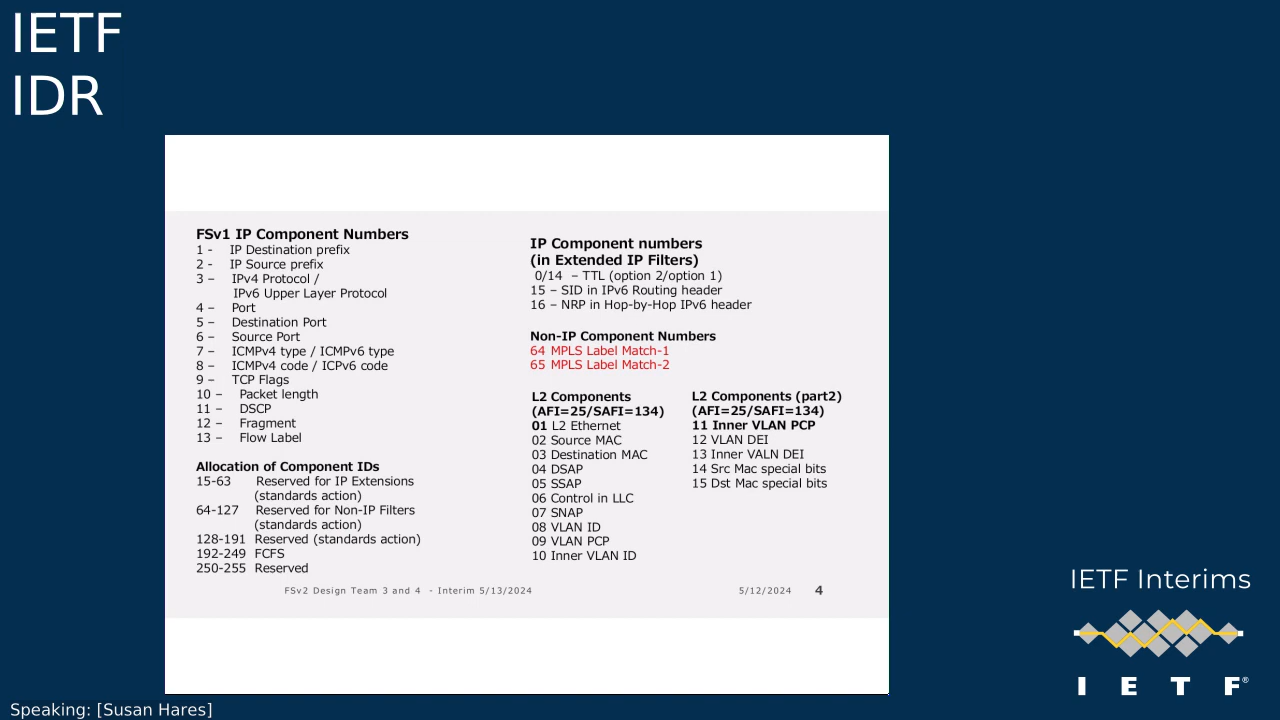 IETF
IDR
FSv1 IP Component Numbers
1 - IP Destination prefix
2 - IP Source prefix
3 – IPv4 Protocol /
IPv6 Upper Layer Protocol
4 – Port
5 – Destination Port
6 – Source Port
7 – ICMPv4 type / ICMPv6 type
8 – ICMPv4 code / ICPv6 code
9 – TCP Flags
10 – Packet length
11 – DSCP
12 – Fragment
13 – Flow Label
Allocation of Component IDs
15-63 Reserved for IP Extensions
(standards action)
64-127 Reserved for Non-IP Filters
(standards action)
128-191 Reserved (standards action)
192-249 FCFS
250-255 Reserved
IP Component numbers
(in Extended IP Filters)
0/14 – TTL (option 2/option 1)
15 – SID in IPv6 Routing header
16 – NRP in Hop-by-Hop IPv6 header
Non-IP Component Numbers
64 MPLS Label Match-1
65 MPLS Label Match-2
L2 Components
(AFI=25/SAFI=134)
01 L2 Ethernet
02 Source MAC
03 Destination MAC
04 DSAP
05 SSAP
06 Control in LLC
07 SNAP
08 VLAN ID
09 VLAN PCP
10 Inner VLAN ID
L2 Components (part2)
(AFI=25/SAFI=134)
11 Inner VLAN PCP
12 VLAN DEI
13 Inner VALN DEI
14 Src Mac special bits
15 Dst Mac special bits
FSv2 Design Team 3 and 4 - Interim 5/13/2024
5/12/2024
4
IETF Interims
I E T F®
Speaking: [Susan Hares]